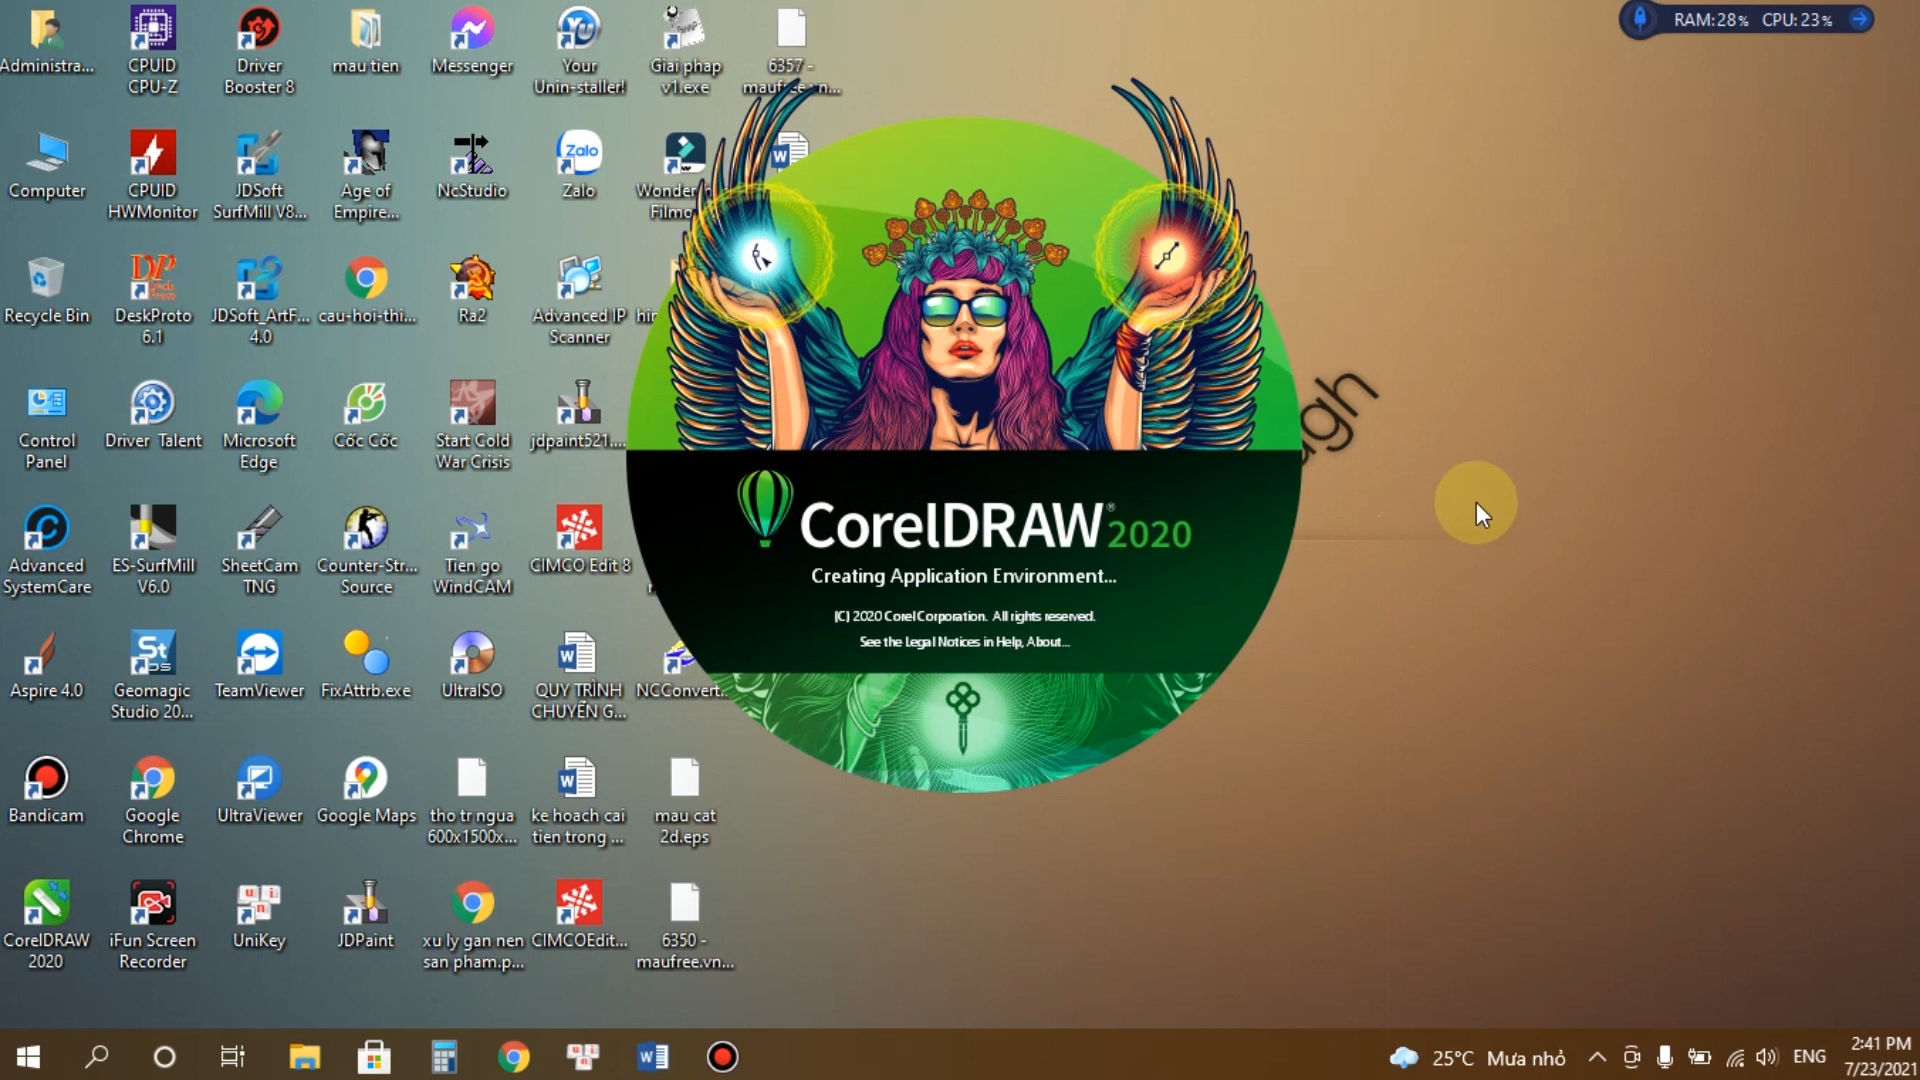 RAM:28% CPU:23%
Administra...
CPUID
CPU-Z
Driver
Booster 8
mau tien
Messenger
Your
Unin-staller!
Giai phap
v1.exe
6357 -
Computer
CPUID
HWMonitor
JDSoft
SurfMill V8...
Age of
Empire...
NcStudio
Zalo
Zalo
Recycle Bin
DeskProto
6.1
JDSoft_ArtF...
4.0
cau-hoi-thi...
Ra2
Advanced IP
Scanner
Control
Panel
Driver Talent
Microsoft
Edge
Cốc Cốc
Start Cold
War Crisis
jdpaint521....
ugh
CorelDRAW® 2020
Creating Application Environment...
(C) 2020 Corel Corporation. All rights reserved.
See the Legal Notices in Help, About...
Advanced
SystemCare
ES-SurfMill
V6.0
SheetCam
TNG
Counter-Str...
Source
Tien go
WindCAM
CIMCO Edit 8
Aspire 4.0
Geomagic
Studio 20...
TeamViewer
FixAttrb.exe
UltraISO
QUY TRÌNH
CHUYỂN G...
NCConvert...
Bandicam
Google
Chrome
UltraViewer
Google Maps
tho tr ngua
600x1500x...
ke hoach cai
tien trong ...
mau cat
2d.eps
CorelDRAW
2020
iFun Screen
Recorder
UniKey
JDPaint
xu ly gan nen
san pham.p...
CIMCOEdit...
6350 -
maufree.vn...
25°C Mưa nhỏ
ENG
2:41 PM
7/23/2021